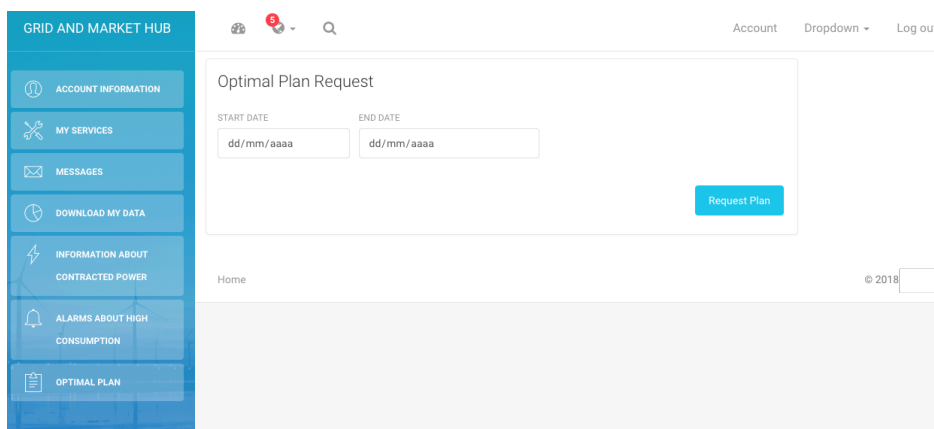 GRID AND MARKET HUB
5
Account Dropdown Log ou
ACCOUNT INFORMATION
MY SERVICES
MESSAGES
DOWNLOAD MY DATA
INFORMATION ABOUT
CONTRACTED POWER
ALARMS ABOUT HIGH
CONSUMPTION
OPTIMAL PLAN
Optimal Plan Request
START DATE END DATE
dd/mm/aaaa dd/mm/aaaa
Request Plan
Home © 2018